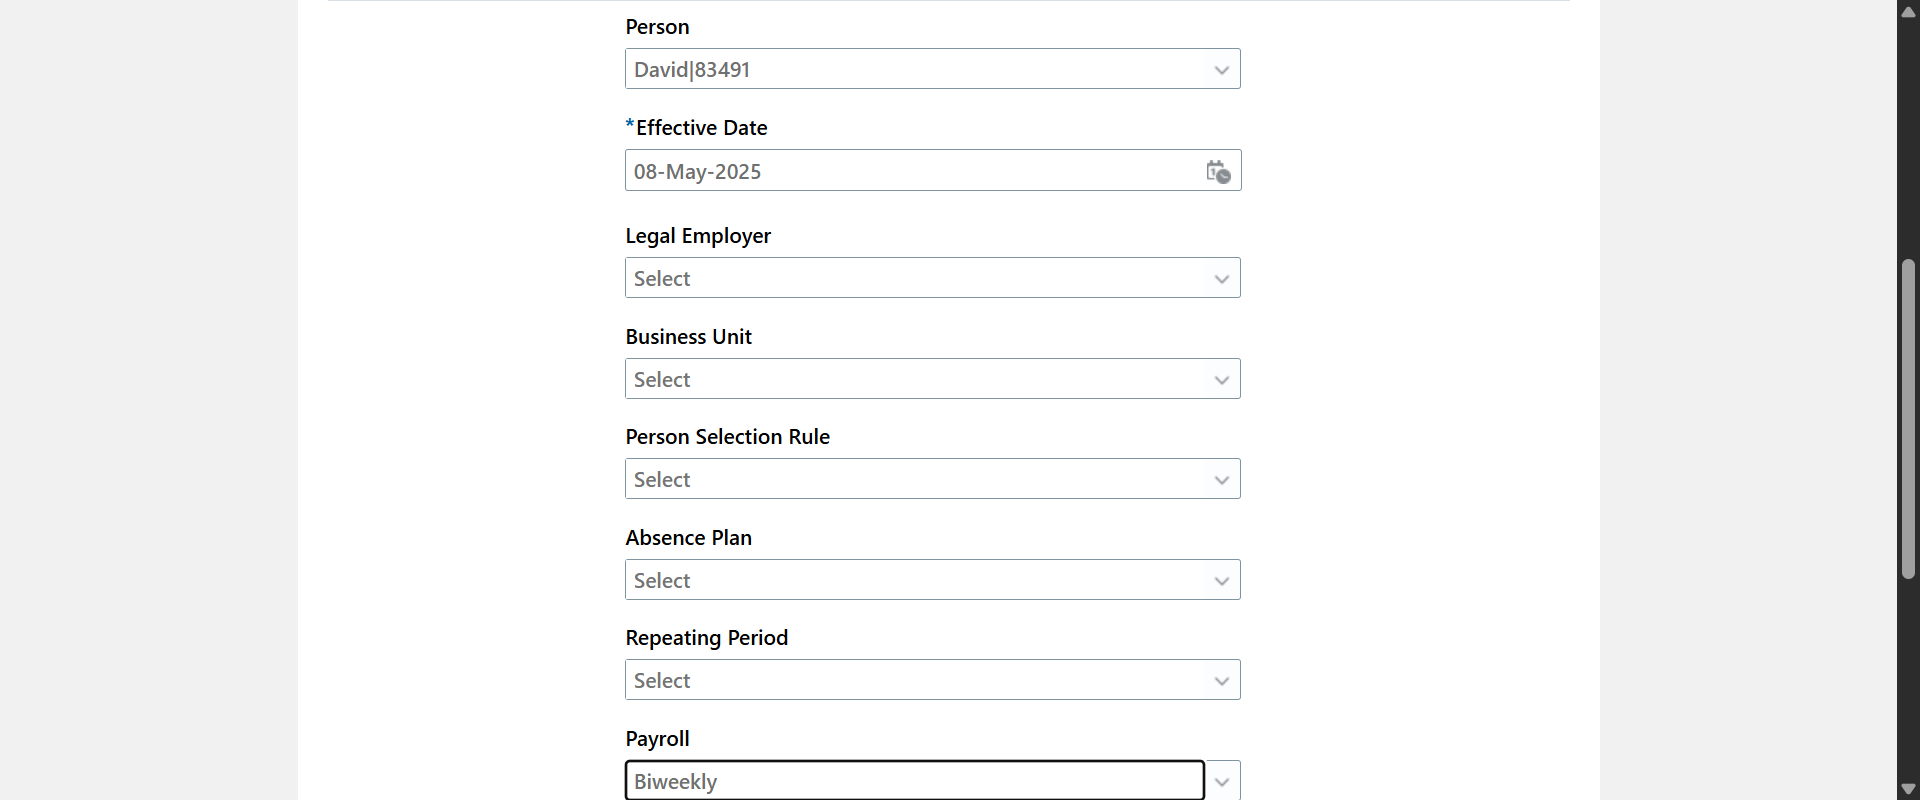 Person
David|83491
*Effective Date
08-May-2025
Legal Employer
Select
Business Unit
Select
Person Selection Rule
Select
Absence Plan
Select
Repeating Period
Select
Payroll
Biweekly